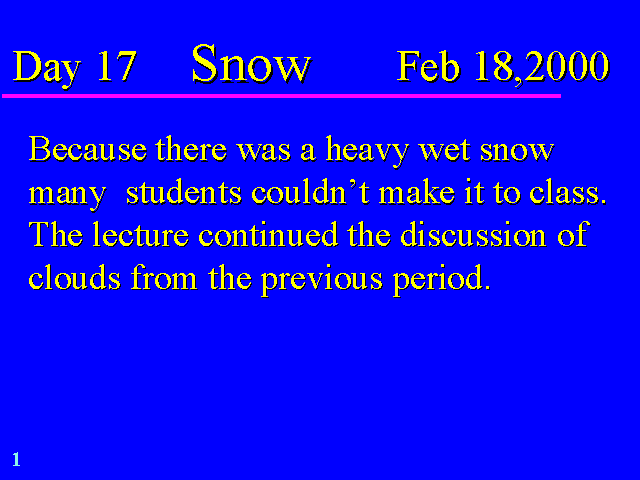 Day 17 Snow Feb 18,2000
Because there was a heavy wet snow
many  students couldn’t make it to class.
The lecture continued the discussion of
clouds from the previous period.
1